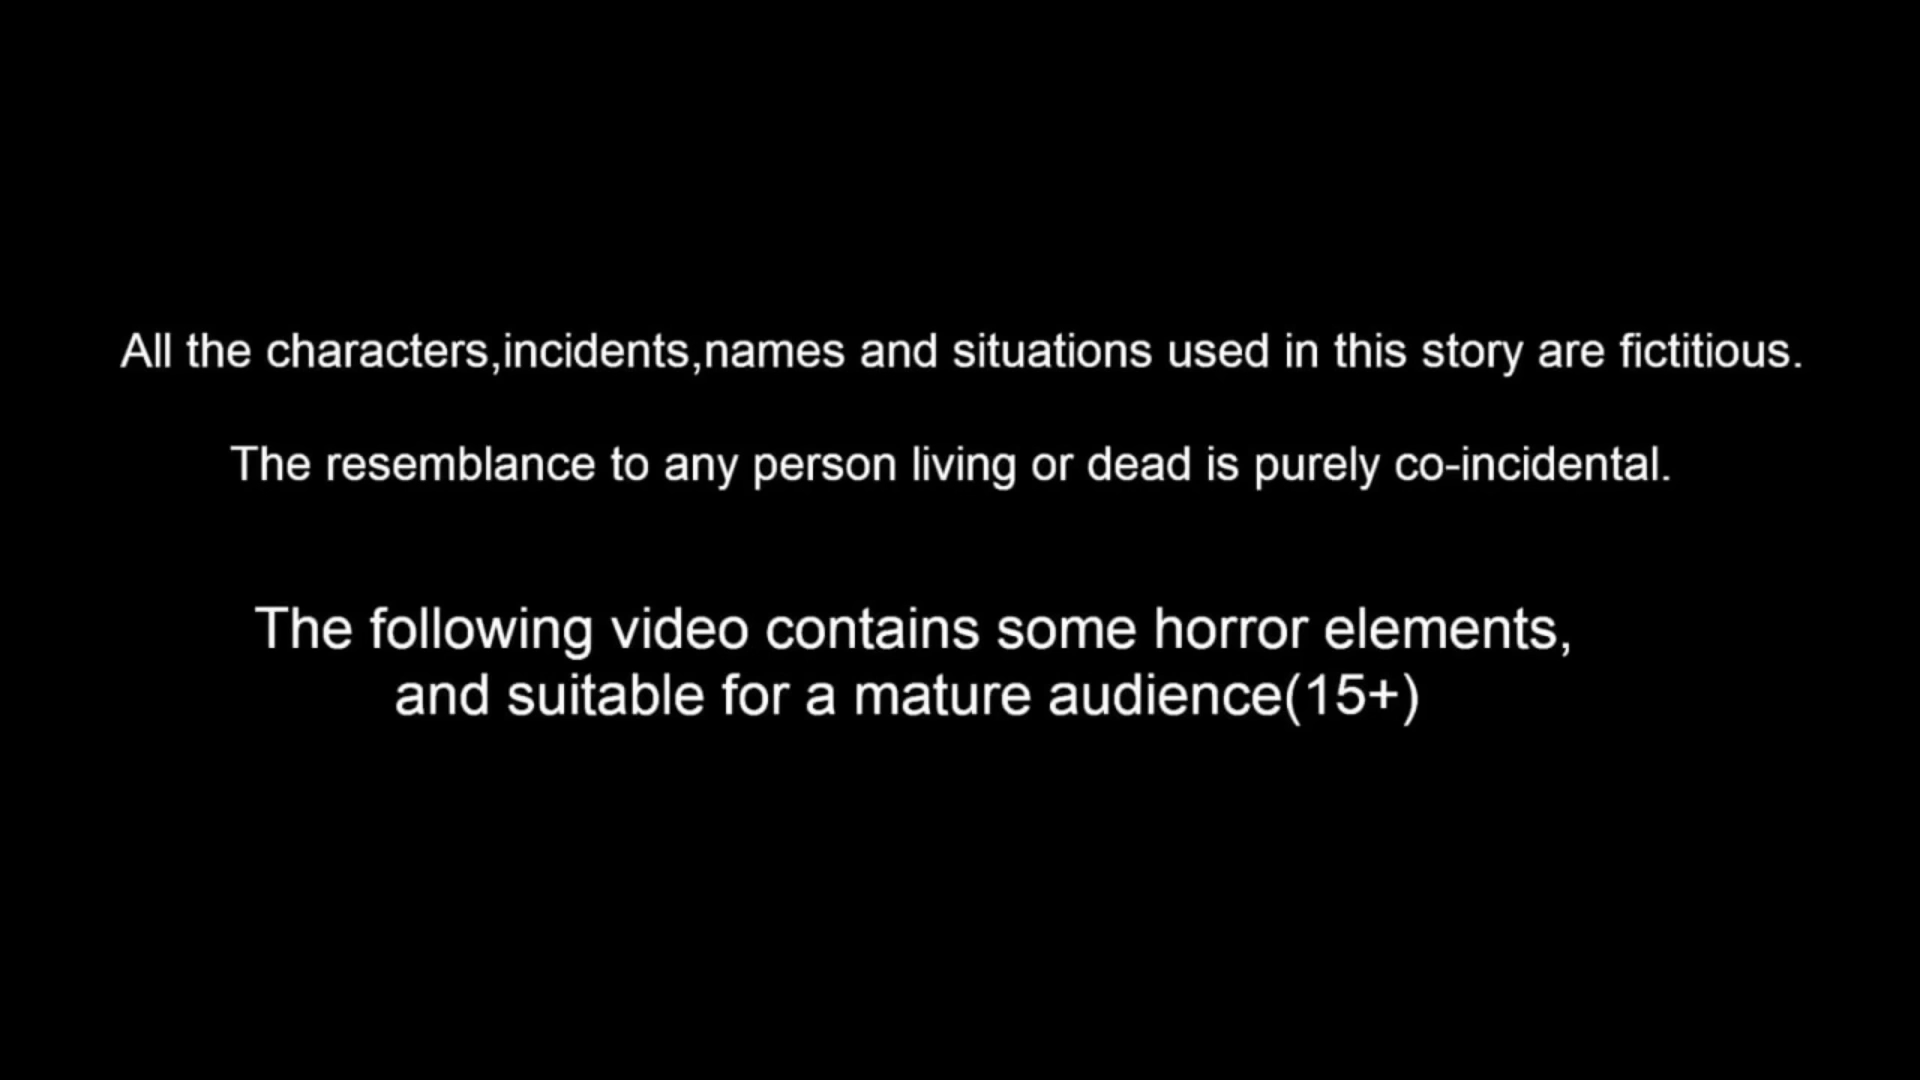 All the characters,incidents,names and situations used in this story are fictitious.
The resemblance to any person living or dead is purely co-incidental.
The following video contains some horror elements,
and suitable for a mature audience(15+)